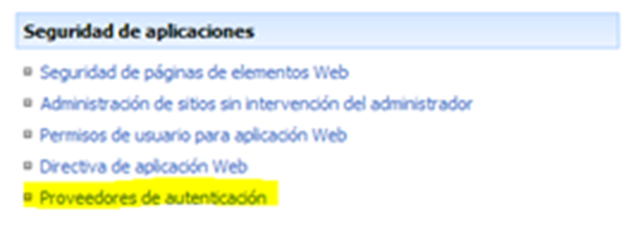 Seguridad de aplicaciones
Seguridad de páginas de elementos Web
Administración de sitios sin intervención del administrador
Permisos de usuario para aplicación Web
Directiva de aplicación Web
Proveedores de autenticación